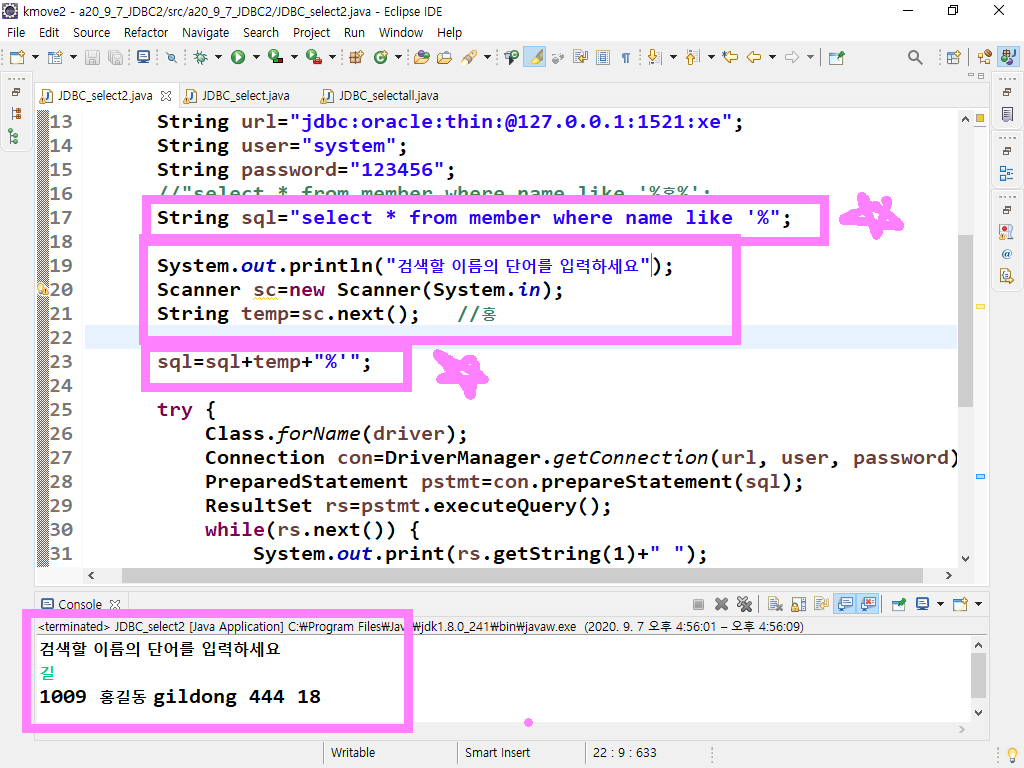 kmove2 - a20_9_7_JDBC2/src/a20_9_7_JDBC2/JDBC_select2.java - Eclipse IDE
File Edit Source Refactor Navigate Search Project Run Window Help
JDBC_select2.java JDBC_select.java JDBC_selectall.java
13 String url="jdbc:oracle:thin:@127.0.0.1:1521:xe";
14 String user="system";
15 String password="123456";
16 //"select * from member where name like '%홍%';
17 String sql="select * from member where name like '%";
18
19 System.out.println("검색할 이름의 단어를 입력하세요");
20 Scanner sc=new Scanner(System.in);
21 String temp=sc.next(); //홍
22
23 sql=sql+temp+"%'";
24
25 try {
26 Class.forName(driver);
27 Connection con=DriverManager.getConnection(url, user, password)
28 PreparedStatement pstmt=con.prepareStatement(sql);
29 ResultSet rs=pstmt.executeQuery();
30 while(rs.next()) {
31 System.out.print(rs.getString(1)+" ");
Console
<terminated> JDBC_select2 [Java Application] C:₩Program Files₩Java₩jdk1.8.0_241₩bin₩javaw.exe (2020. 9. 7 오후 4:56:01 – 오후 4:56:09)
검색할 이름의 단어를 입력하세요
길
1009 홍길동 gildong 444 18
Writable Smart Insert 22 : 9 : 633